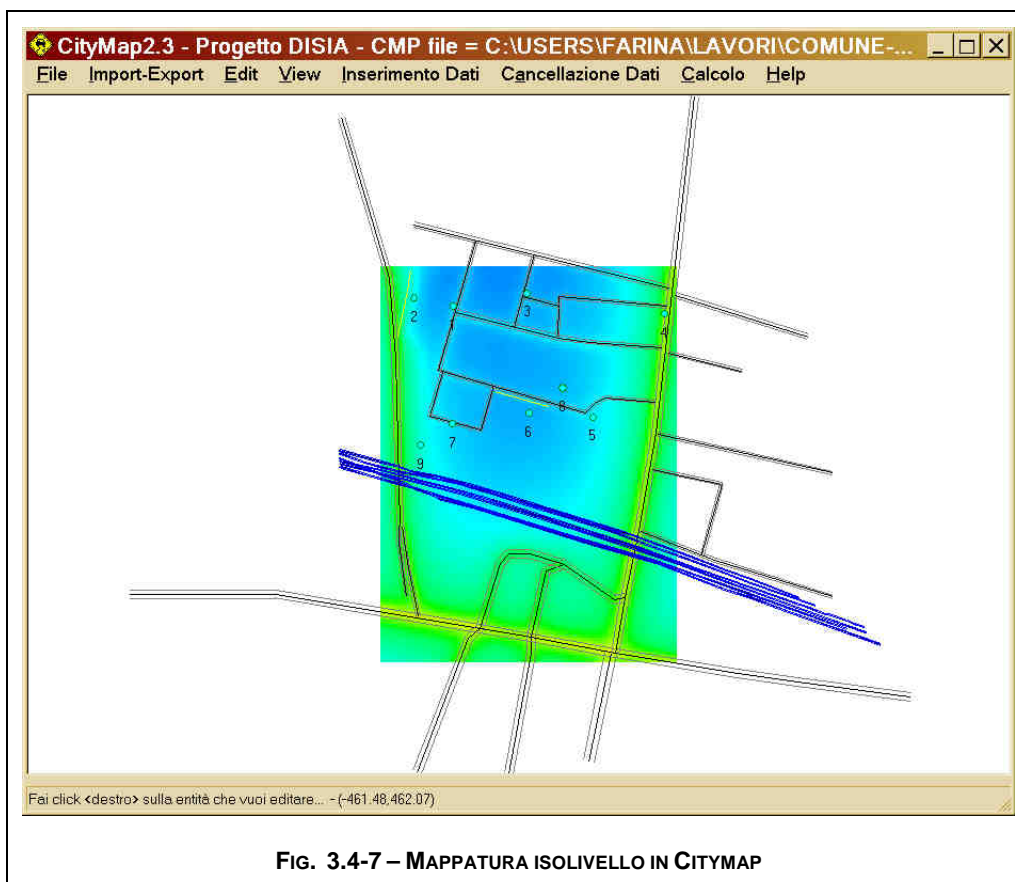 CityMap2.3 - Progetto DISIA - CMP file = C:\USERS\FARINA\LAVORI\COMUNE-...
File Import-Export Edit View Inserimento Dati Cancellazione Dati Calcolo Help
2
1
3
4
8
6
5
7
9
Fai click <destro> sulla entità che vuoi editare... - (-461.48,462.07)
FIG. 3.4-7 – MAPPATURA ISOLIVELLO IN CITYMAP